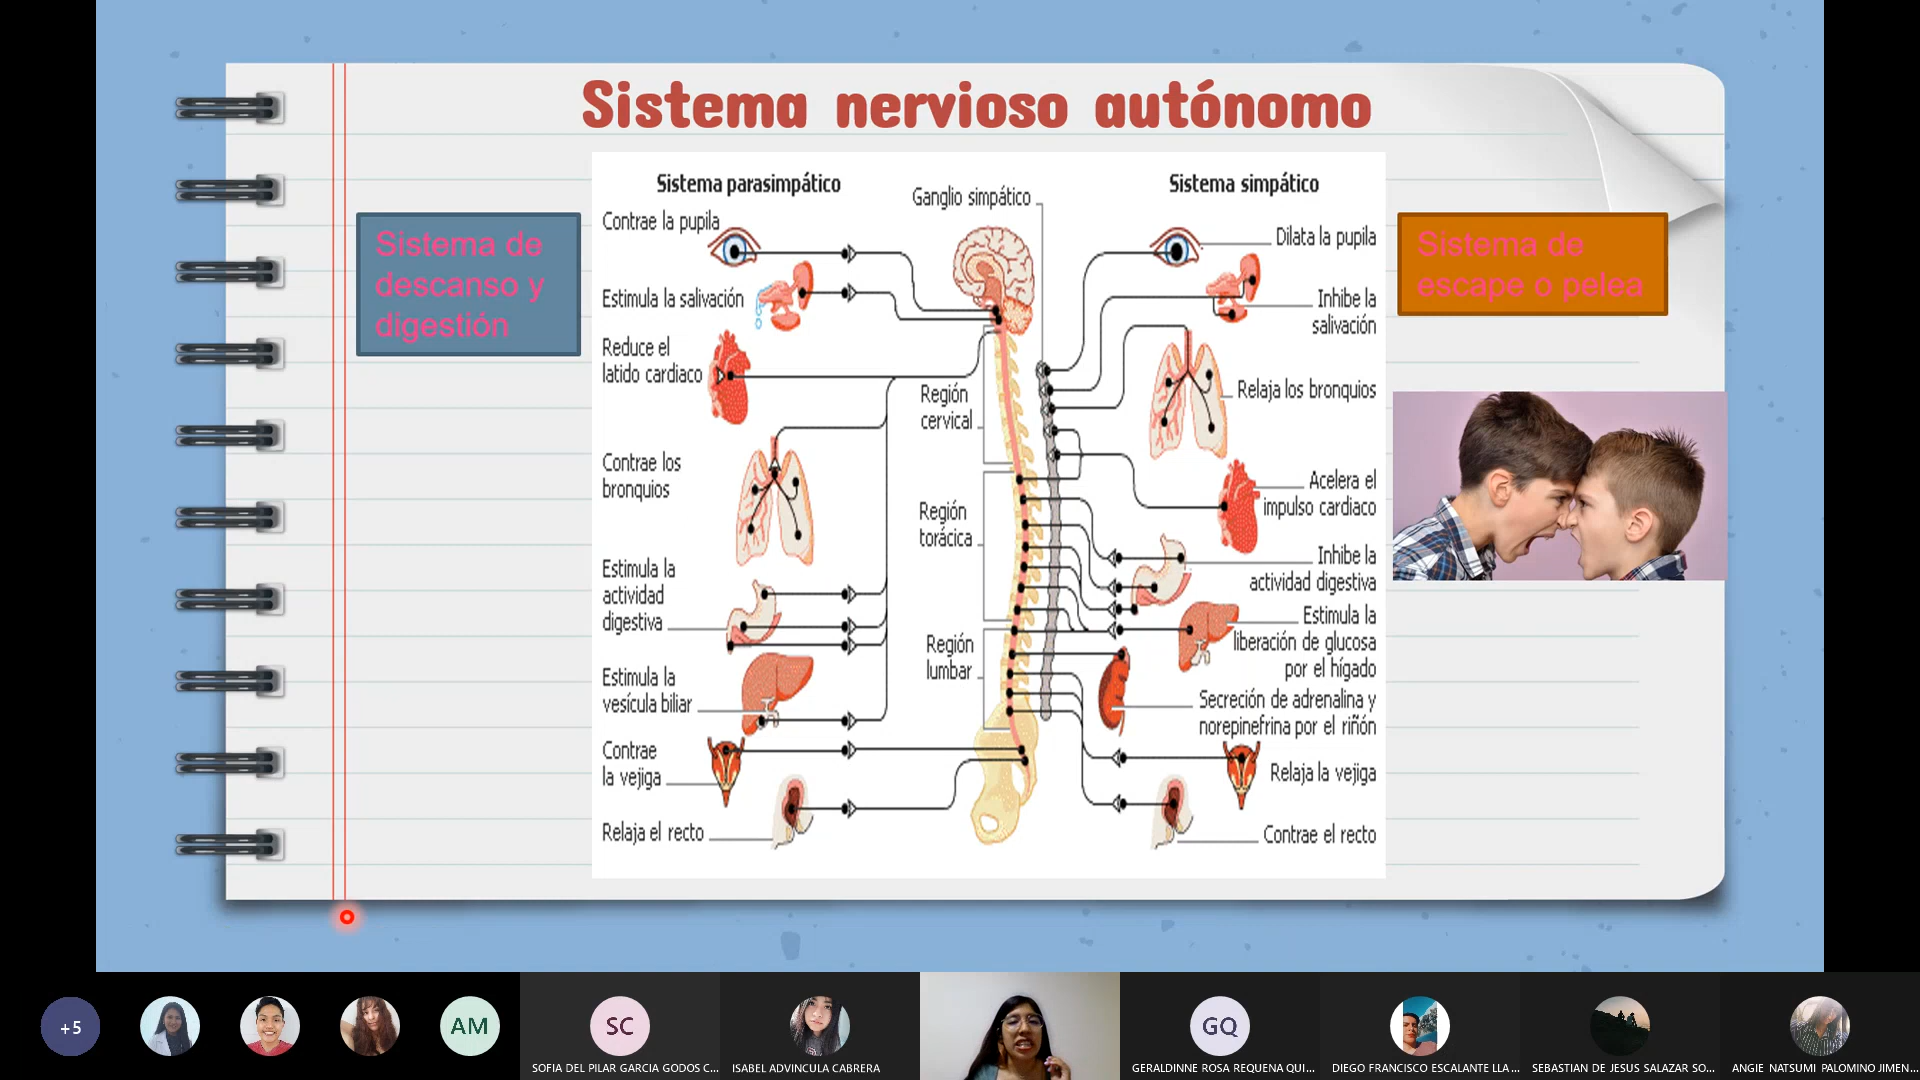 Sistema nervioso autónomo
Sistema de
descanso y
digestión
Sistema parasimpático
Contrae la pupila
Estimula la salivación
Reduce el
latido cardiaco
Contrae los
bronquios
Estimula la
actividad
digestiva
Estimula la
vesícula biliar
Contrae
la vejiga
Relaja el recto
Ganglio simpático
Región
cervical
Región
torácica
Región
lumbar
Sistema simpático
Dilata la pupila
Inhibe la
salivación
Relaja los bronquios
Acelera el
impulso cardiaco
Inhibe la
actividad digestiva
Estimula la
liberación de glucosa
por el hígado
Secreción de adrenalina y
norepinefrina por el riñón
Relaja la vejiga
Contrae el recto
Sistema de
escape o pelea
+5
AM
SC
SOFIA DEL PILAR GARCIA GODOS C...
ISABEL ADVINCULA CABRERA
GQ
GERALDINNE ROSA REQUENA QUI...
DIEGO FRANCISCO ESCALANTE LLA...
SEBASTIAN DE JESUS SALAZAR SO...
ANGIE NATSUMI PALOMINO JIMEN...